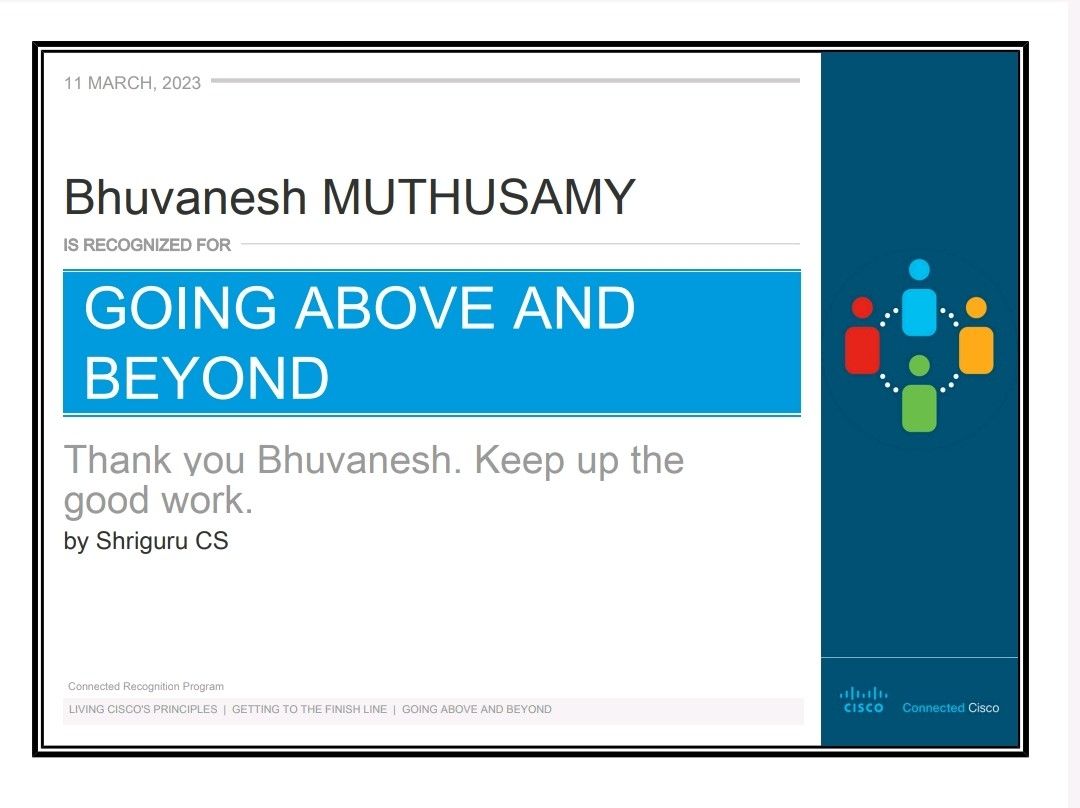 11 MARCH, 2023
Bhuvanesh MUTHUSAMY
IS RECOGNIZED FOR
GOING ABOVE AND
BEYOND
Thank you Bhuvanesh. Keep up the
good work.
by Shriguru CS
Connected Recognition Program
LIVING CISCO'S PRINCIPLES | GETTING TO THE FINISH LINE | GOING ABOVE AND BEYOND
CISCO Connected Cisco